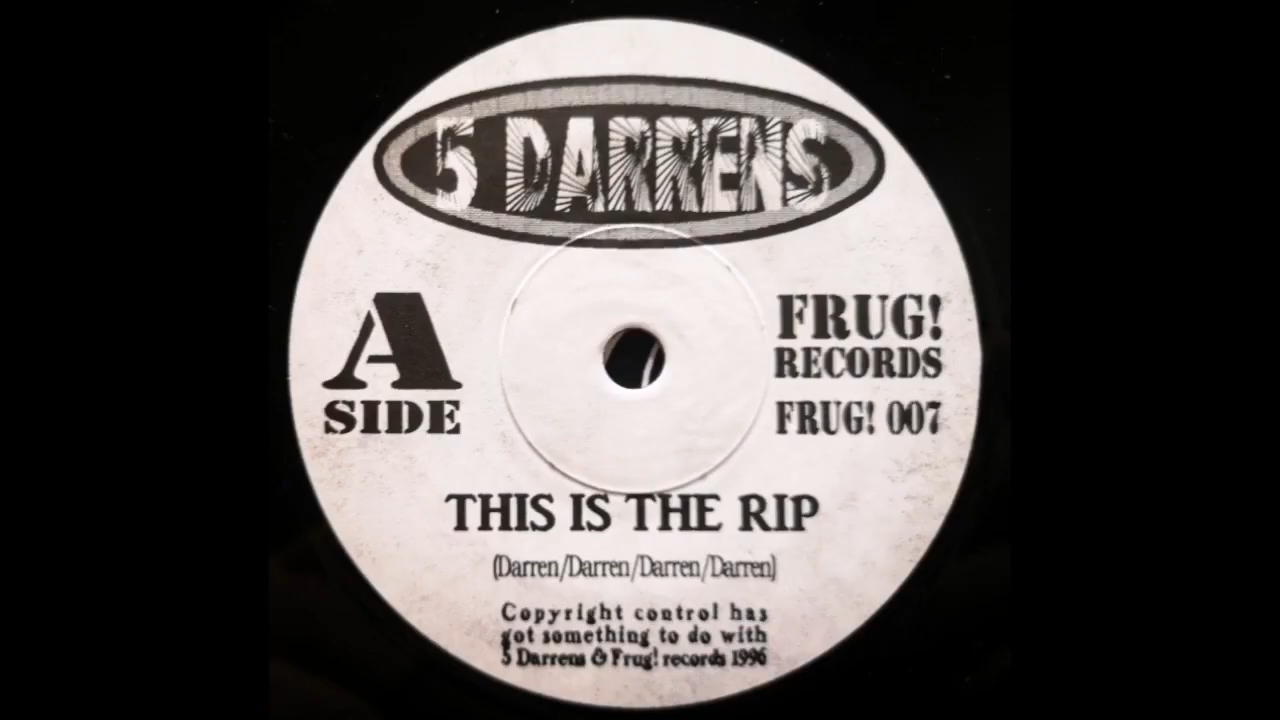 5 DARRENS
A
SIDE
FRUG!
RECORDS
FRUG! 007
THIS IS THE RIP
(Darren/Darren/Darren/Darren)
Copyright control has
got something to do with
5 Darrens & Frug! records 1996